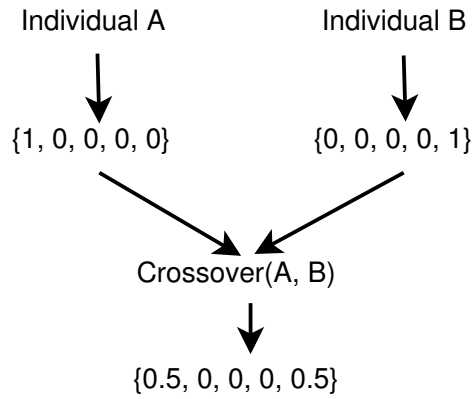 Individual A
Individual B
{1, 0, 0, 0, 0}
{0, 0, 0, 0, 1}
Crossover(A, B)
{0.5, 0, 0, 0, 0.5}